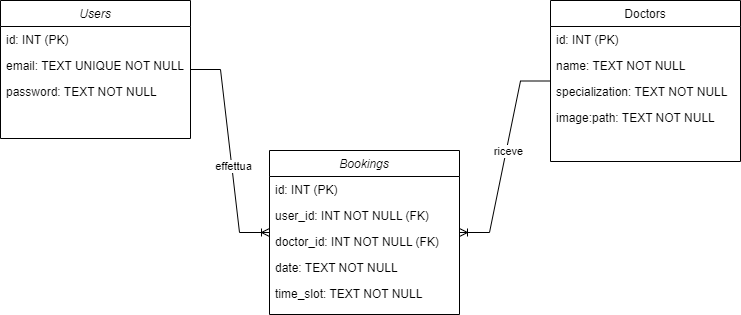 Users
id: INT (PK)
email: TEXT UNIQUE NOT NULL
password: TEXT NOT NULL
Doctors
id: INT (PK)
name: TEXT NOT NULL
specialization: TEXT NOT NULL
image:path: TEXT NOT NULL
effettua
riceve
Bookings
id: INT (PK)
user_id: INT NOT NULL (FK)
doctor_id: INT NOT NULL (FK)
date: TEXT NOT NULL
time_slot: TEXT NOT NULL